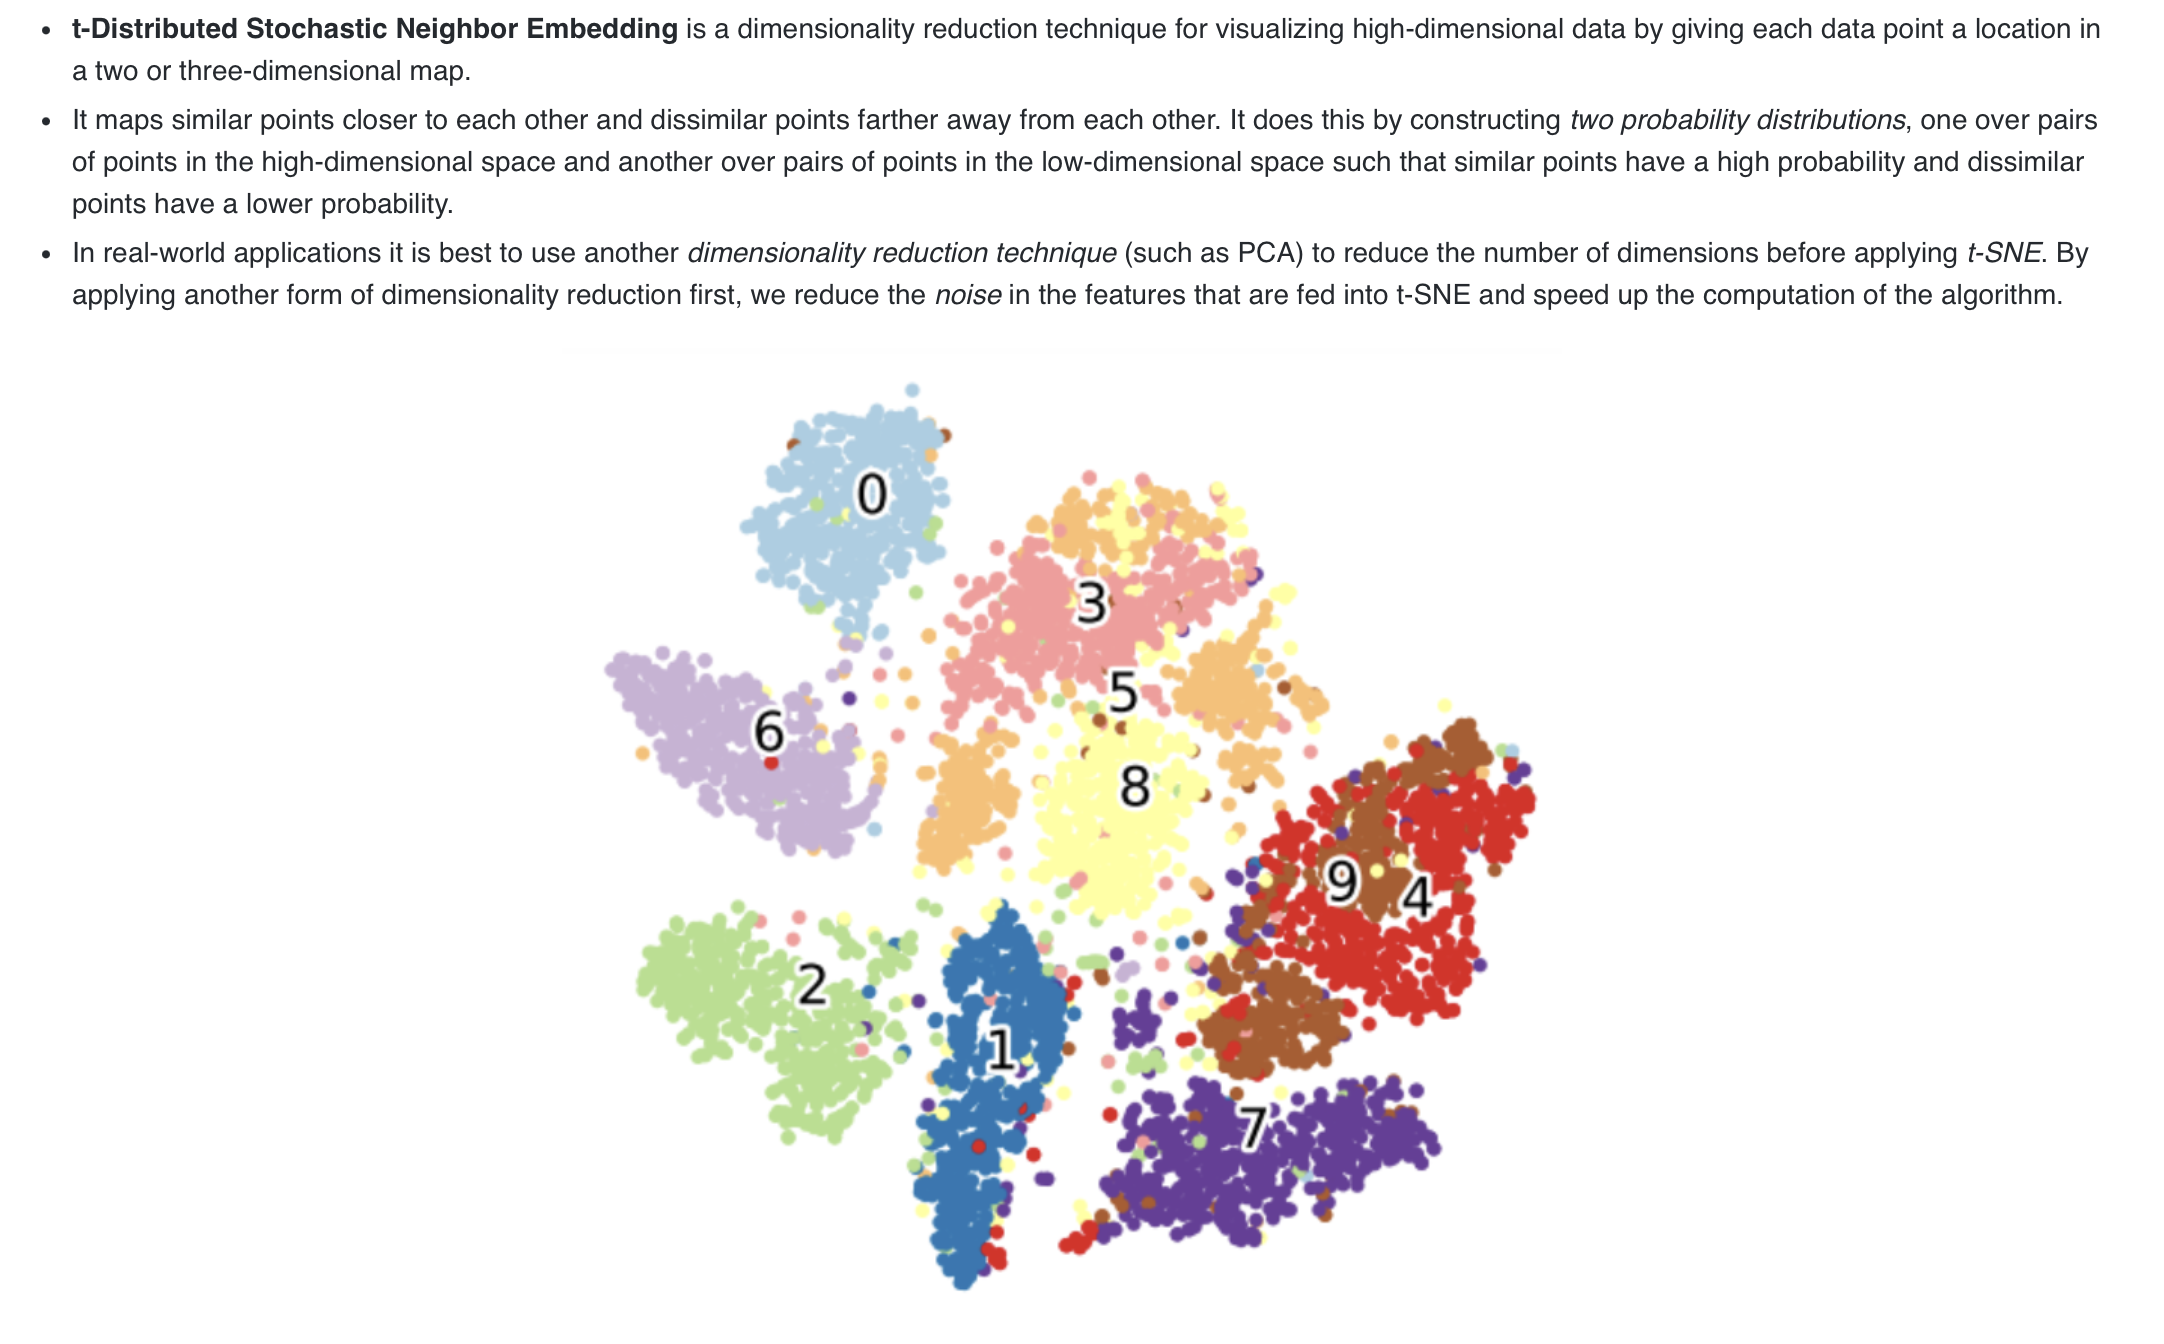 t-Distributed Stochastic Neighbor Embedding is a dimensionality reduction technique for visualizing high-dimensional data by giving each data point a location in
a two or three-dimensional map.
It maps similar points closer to each other and dissimilar points farther away from each other. It does this by constructing two probability distributions, one over pairs
of points in the high-dimensional space and another over pairs of points in the low-dimensional space such that similar points have a high probability and dissimilar
points have a lower probability.
In real-world applications it is best to use another dimensionality reduction technique (such as PCA) to reduce the number of dimensions before applying t-SNE. By
applying another form of dimensionality reduction first, we reduce the noise in the features that are fed into t-SNE and speed up the computation of the algorithm.
0
3
5
6
8
9
4
2
1
7